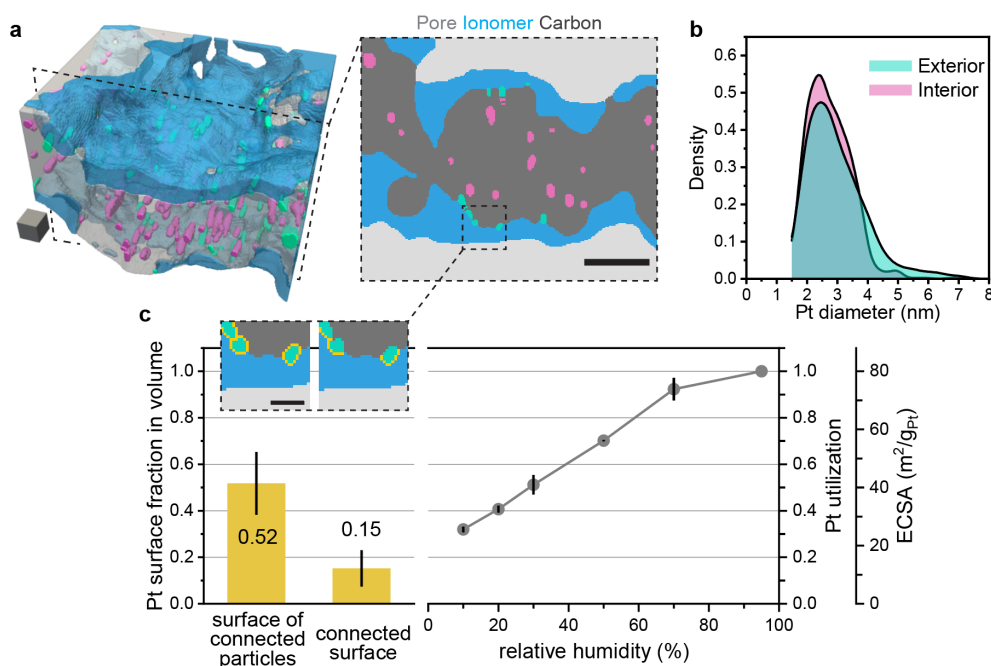 a
Pore Ionomer Carbon
b
Density
0.6
0.5
0.4
0.3
0.2
0.1
0.0
Exterior
Interior
0 1 2 3 4 5 6 7 8
Pt diameter (nm)
c
Pt surface fraction in volume
1.0
0.8
0.6
0.4
0.2
0.0
0.52
0.15
surface of
connected
particles
connected
surface
0 20 40 60 80 100
relative humidity (%)
1.0
0.8
0.6
0.4
0.2
0.0
Pt utilization
80
60
40
20
0
ECSA (m²/gPt)